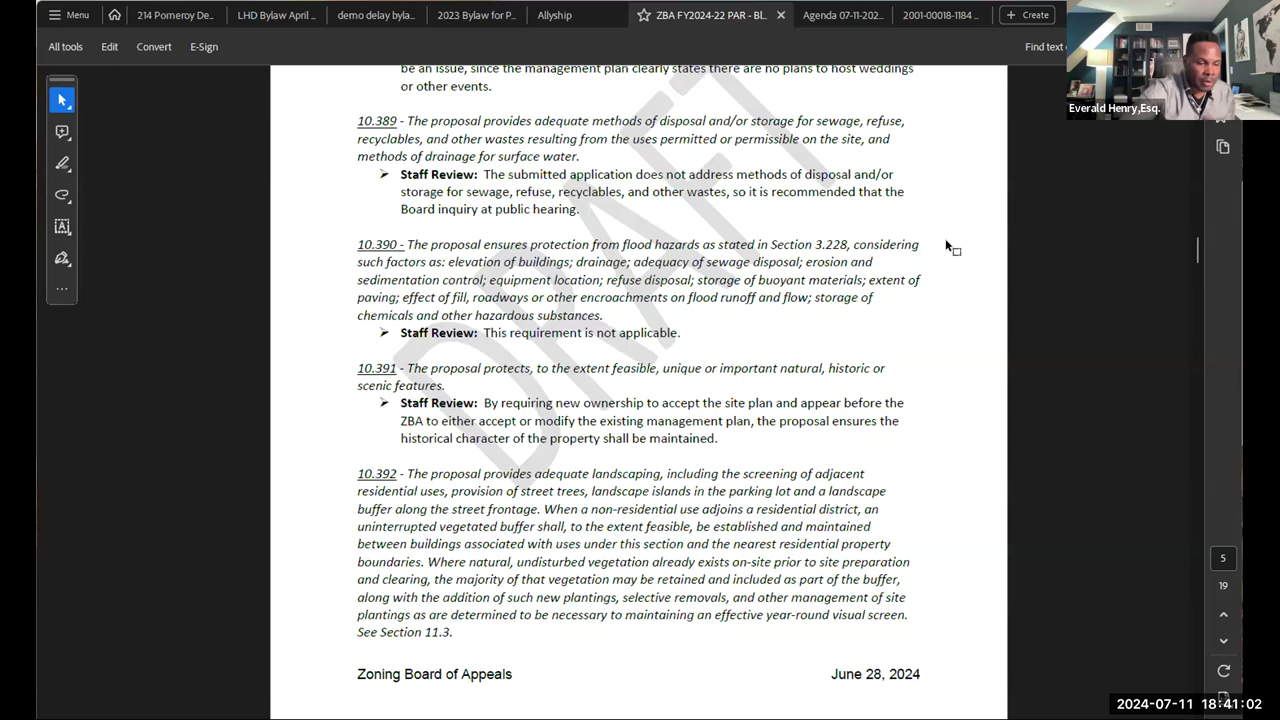 Menu
214 Pomeroy De...
LHD Bylaw April ...
demo delay byla...
2023 Bylaw for P...
Allyship
ZBA FY2024-22 PAR - Bl...
Agenda 07-11-202...
2001-00018-1184 ...
Create
All tools
Edit
Convert
E-Sign
Find text
Everald Henry,Esq.
be an issue, since the management plan clearly states there are no plans to host weddings
or other events.
10.389 - The proposal provides adequate methods of disposal and/or storage for sewage, refuse,
recyclables, and other wastes resulting from the uses permitted or permissible on the site, and
methods of drainage for surface water.
Staff Review: The submitted application does not address methods of disposal and/or
storage for sewage, refuse, recyclables, and other wastes, so it is recommended that the
Board inquiry at public hearing.
10.390 - The proposal ensures protection from flood hazards as stated in Section 3.228, considering
such factors as: elevation of buildings; drainage; adequacy of sewage disposal; erosion and
sedimentation control; equipment location; refuse disposal; storage of buoyant materials; extent of
paving; effect of fill, roadways or other encroachments on flood runoff and flow; storage of
chemicals and other hazardous substances.
Staff Review: This requirement is not applicable.
10.391 - The proposal protects, to the extent feasible, unique or important natural, historic or
scenic features.
Staff Review: By requiring new ownership to accept the site plan and appear before the
ZBA to either accept or modify the existing management plan, the proposal ensures the
historical character of the property shall be maintained.
10.392 - The proposal provides adequate landscaping, including the screening of adjacent
residential uses, provision of street trees, landscape islands in the parking lot and a landscape
buffer along the street frontage. When a non-residential use adjoins a residential district, an
uninterrupted vegetated buffer shall, to the extent feasible, be established and maintained
between buildings associated with uses under this section and the nearest residential property
boundaries. Where natural, undisturbed vegetation already exists on-site prior to site preparation
and clearing, the majority of that vegetation may be retained and included as part of the buffer,
along with the addition of such new plantings, selective removals, and other management of site
plantings as are determined to be necessary to maintaining an effective year-round visual screen.
See Section 11.3.
Zoning Board of Appeals
June 28, 2024
DRAFT
5
19
2024-07-11 18:41:02